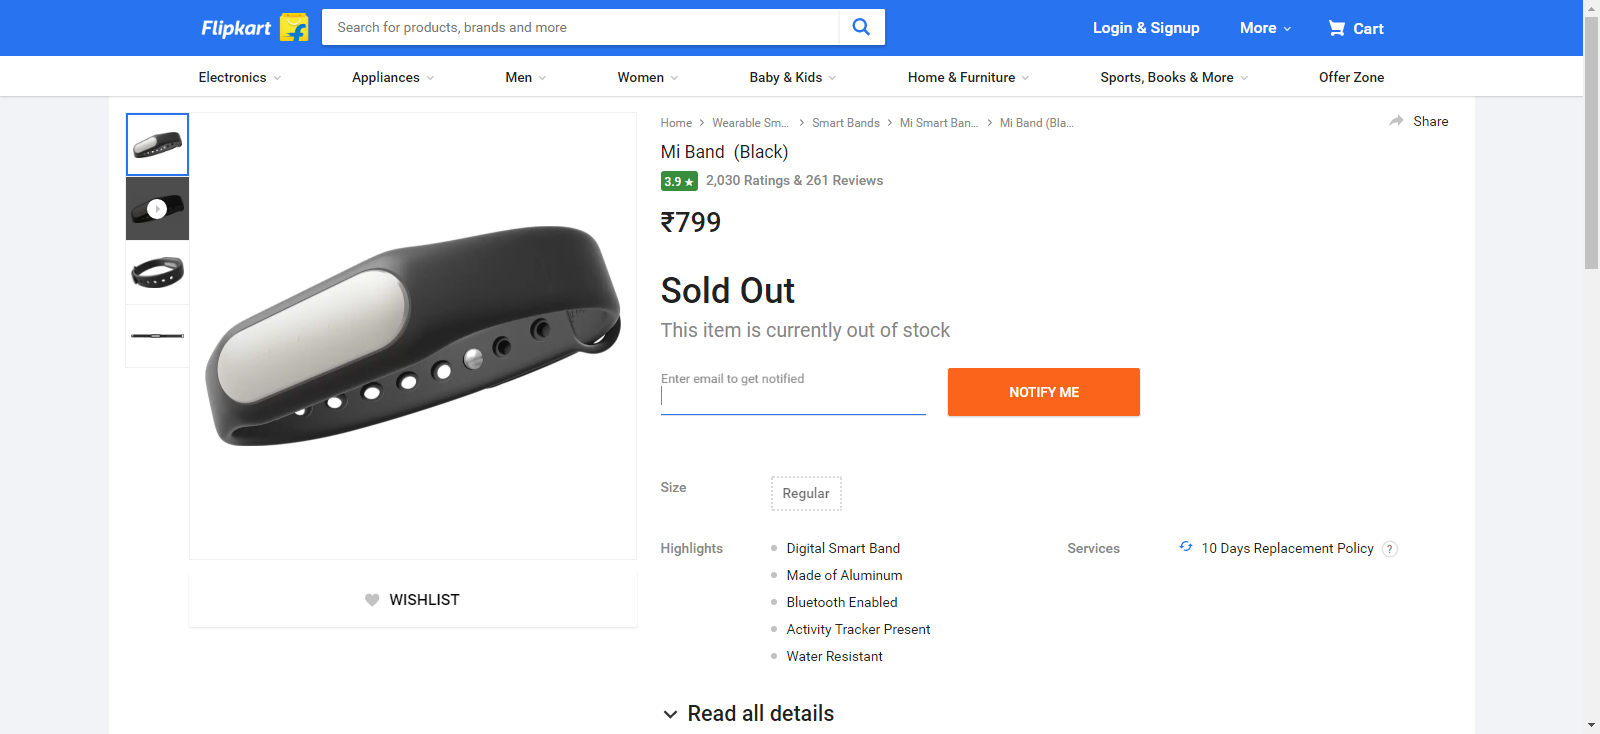 Flipkart
Search for products, brands and more
Login & Signup
More
Cart
Electronics
Appliances
Men
Women
Baby & Kids
Home & Furniture
Sports, Books & More
Offer Zone
Home > Wearable Sm... > Smart Bands > Mi Smart Ban... > Mi Band (Bla...
Share
Mi Band (Black)
3.9 ★ 2,030 Ratings & 261 Reviews
₹799
Sold Out
This item is currently out of stock
Enter email to get notified
NOTIFY ME
Size
Regular
Highlights
Digital Smart Band
Made of Aluminum
Bluetooth Enabled
Activity Tracker Present
Water Resistant
Services
10 Days Replacement Policy ?
WISHLIST
Read all details